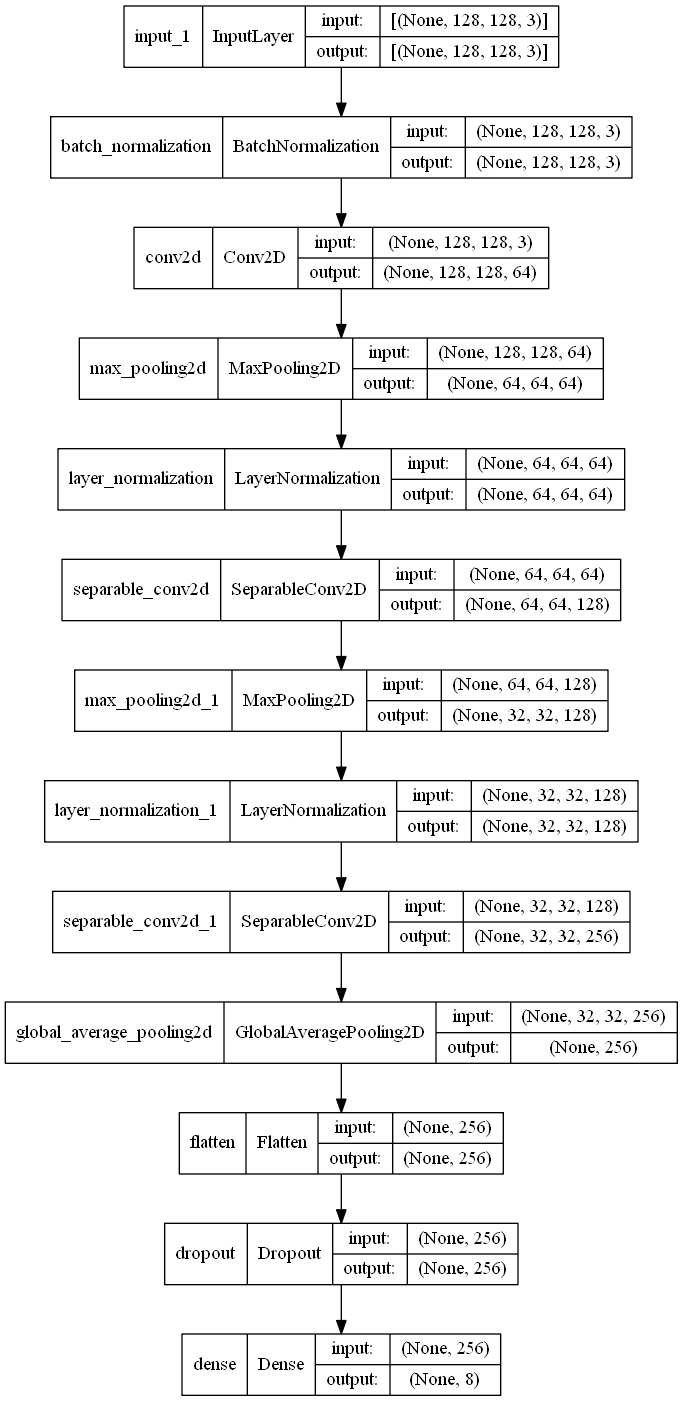 input_1 InputLayer input: [(None, 128, 128, 3)]
output: [(None, 128, 128, 3)]
batch_normalization BatchNormalization input: (None, 128, 128, 3)
output: (None, 128, 128, 3)
conv2d Conv2D input: (None, 128, 128, 3)
output: (None, 128, 128, 64)
max_pooling2d MaxPooling2D input: (None, 128, 128, 64)
output: (None, 64, 64, 64)
layer_normalization LayerNormalization input: (None, 64, 64, 64)
output: (None, 64, 64, 64)
separable_conv2d SeparableConv2D input: (None, 64, 64, 64)
output: (None, 64, 64, 128)
max_pooling2d_1 MaxPooling2D input: (None, 64, 64, 128)
output: (None, 32, 32, 128)
layer_normalization_1 LayerNormalization input: (None, 32, 32, 128)
output: (None, 32, 32, 128)
separable_conv2d_1 SeparableConv2D input: (None, 32, 32, 128)
output: (None, 32, 32, 256)
global_average_pooling2d GlobalAveragePooling2D input: (None, 32, 32, 256)
output: (None, 256)
flatten Flatten input: (None, 256)
output: (None, 256)
dropout Dropout input: (None, 256)
output: (None, 256)
dense Dense input: (None, 256)
output: (None, 8)